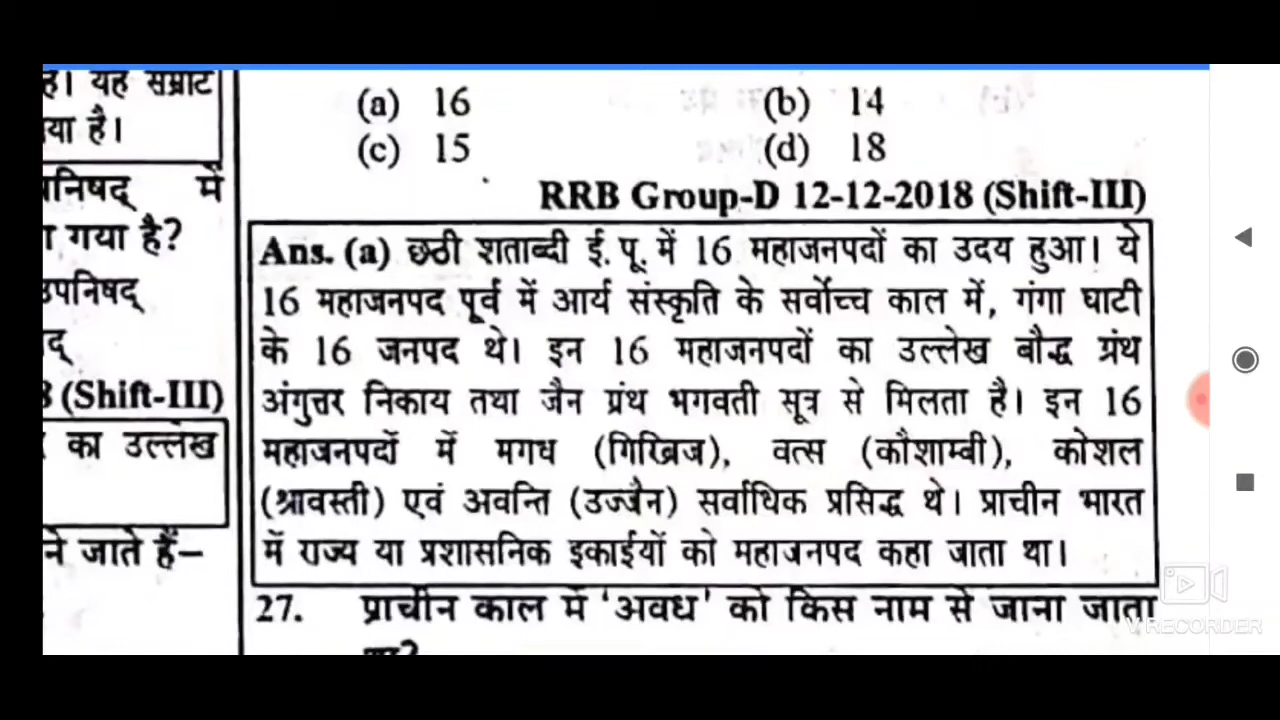 है। यह सम्राट
गया है।
में
गया है?
उपनिषद्
(Shift-III)
का उल्लेख
ने जाते हैं–
(a) 16 (b) 14
(c) 15 (d) 18
RRB Group-D 12-12-2018 (Shift-III)
Ans. (a) छठी शताब्दी ई. पू. में 16 महाजनपदों का उदय हुआ। ये
16 महाजनपद पूर्व में आर्य संस्कृति के सर्वोच्च काल में, गंगा घाटी
के 16 जनपद थे। इन 16 महाजनपदों का उल्लेख बौद्ध ग्रंथ
अंगुत्तर निकाय तथा जैन ग्रंथ भगवती सूत्र से मिलता है। इन 16
महाजनपदों में मगध (गिरिव्रज), वत्स (कौशाम्बी), कोशल
(श्रावस्ती) एवं अवन्ति (उज्जैन) सर्वाधिक प्रसिद्ध थे। प्राचीन भारत
में राज्य या प्रशासनिक इकाईयों को महाजनपद कहा जाता था।
27. प्राचीन काल में 'अवध' को किस नाम से जाना जाता
V RECORDER